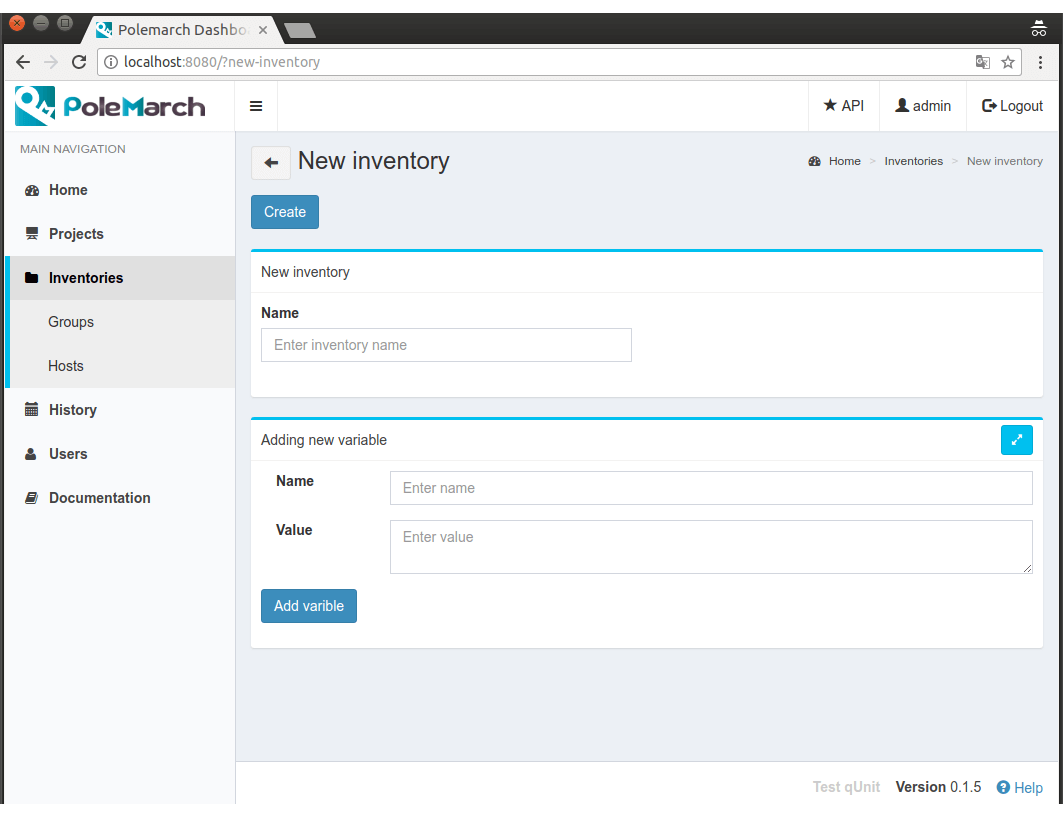 Polemarch Dashbo
localhost:8080/?new-inventory
PoleMarch
API
admin
Logout
MAIN NAVIGATION
New inventory
Home > Inventories > New inventory
Home
Create
Projects
Inventories
New inventory
Name
Groups
Enter inventory name
Hosts
History
Adding new variable
Users
Name
Enter name
Documentation
Value
Enter value
Add varible
Test qUnit Version 0.1.5 Help